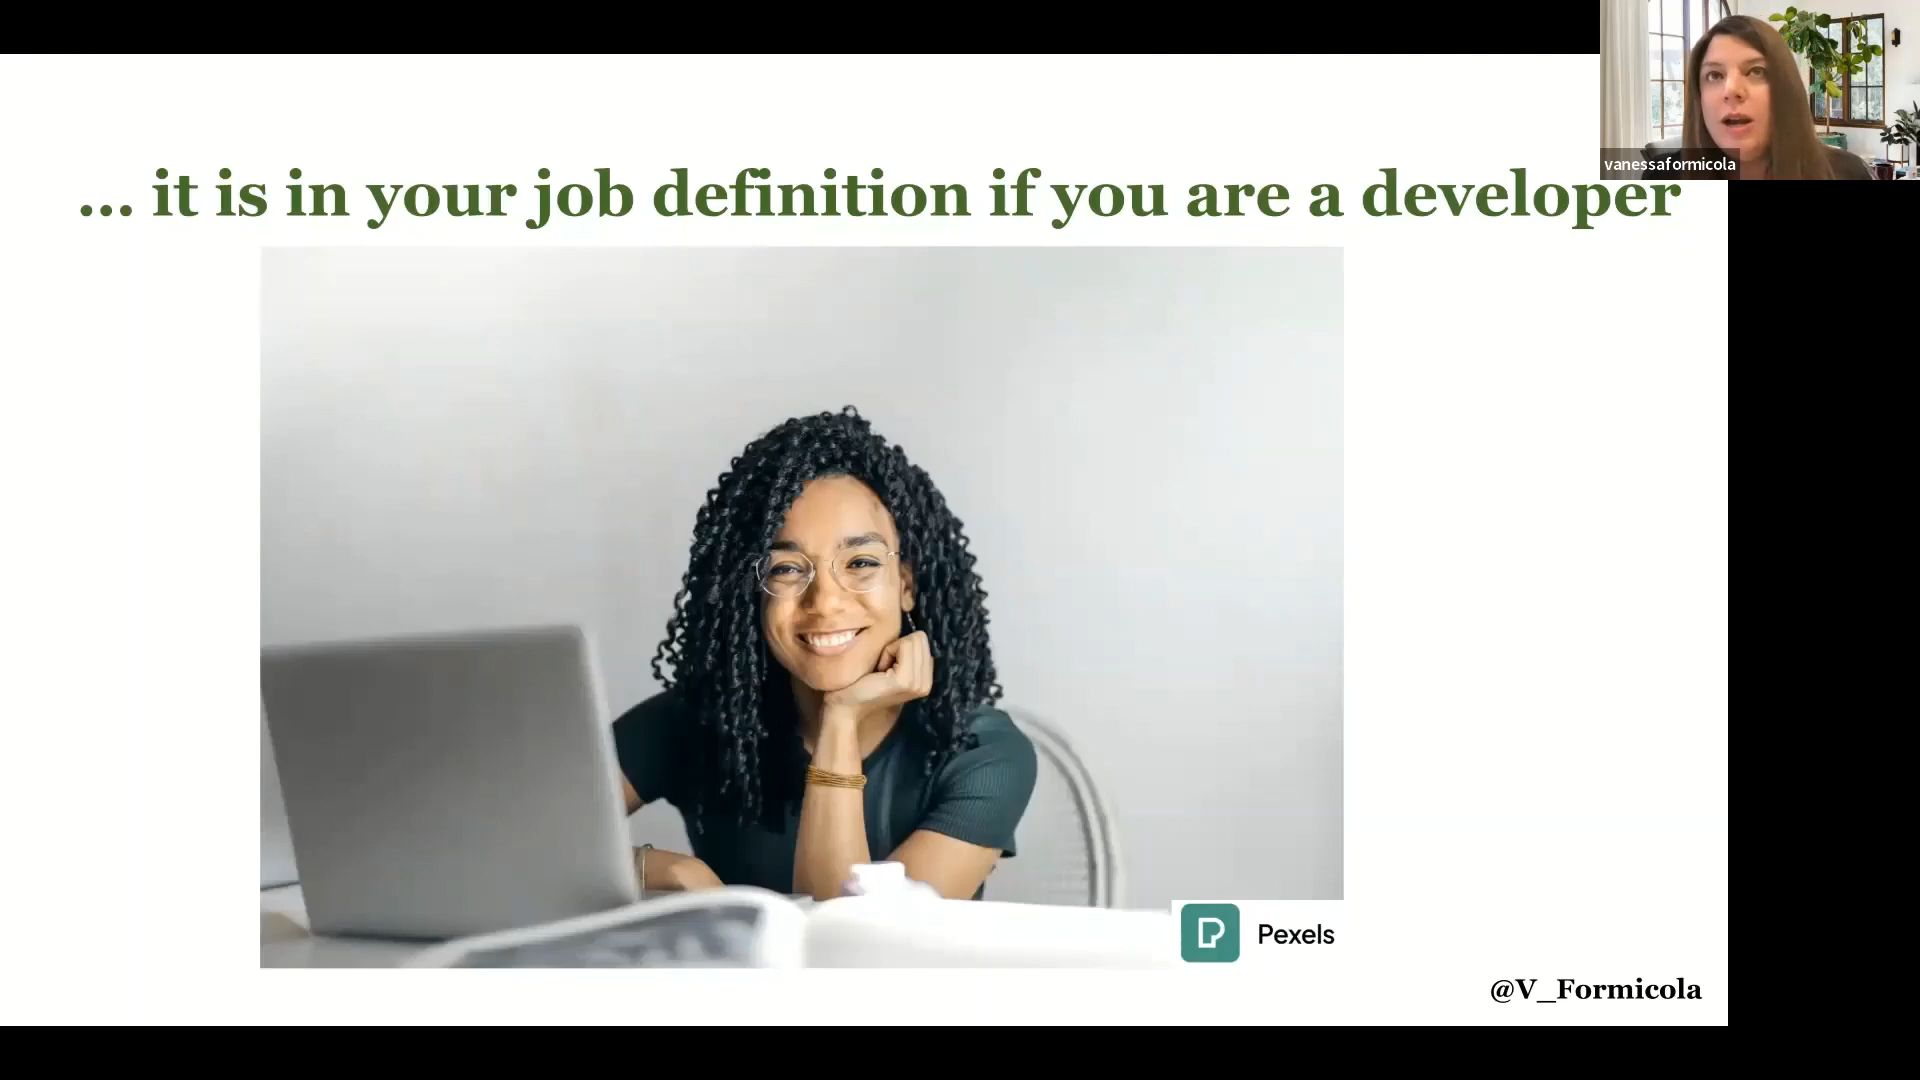 vanessaformicola
... it is in your job definition if you are a developer
Pexels
@V_Formicola